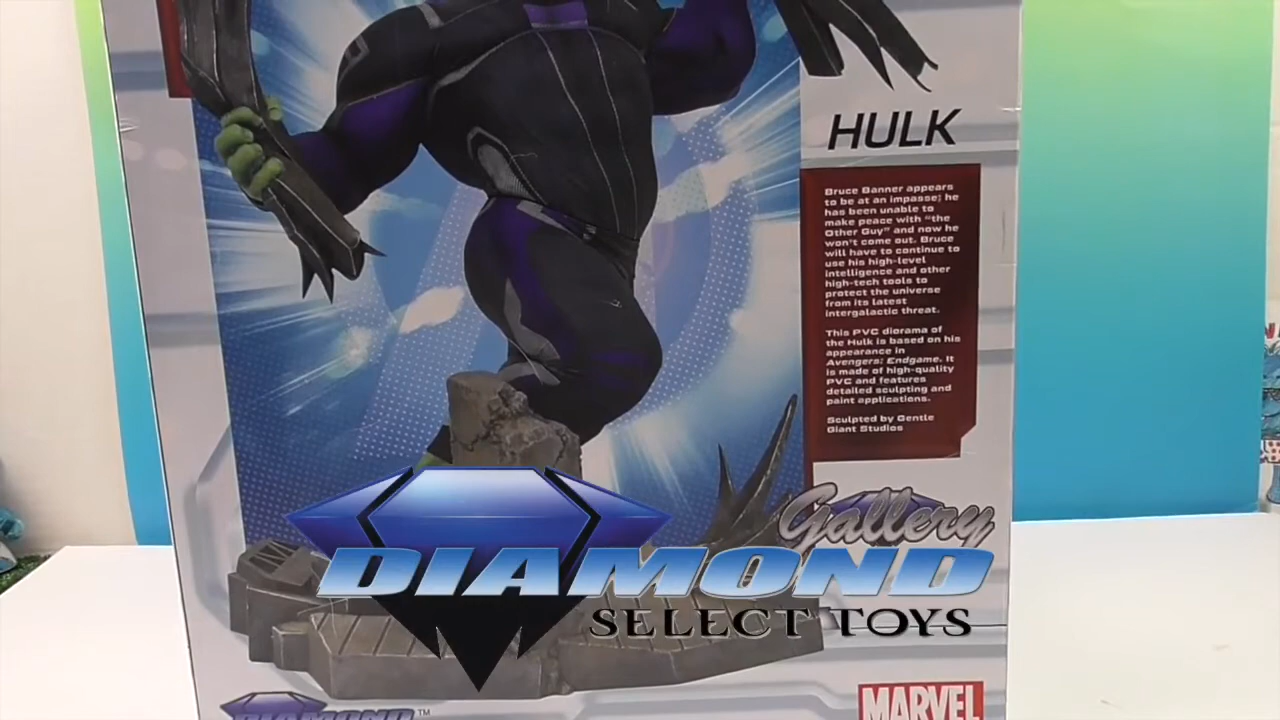 HULK
Bruce Banner appears
to be at an impasse; he
has been unable to
make peace with “the
Other Guy” and now he
won't come out. Bruce
will have to continue to
use his high-level
intelligence and other
high-tech tools to
protect the universe
from its latest
intergalactic threat.
This PVC diorama of
the Hulk is based on his
appearance in
Avengers: Endgame. It
is made of high-quality
PVC and features
detailed sculpting and
paint applications.
Sculpted by Gentle
Giant Studios
Gallery
DIAMOND
SELECT TOYS
MARVEL
DIAMOND™